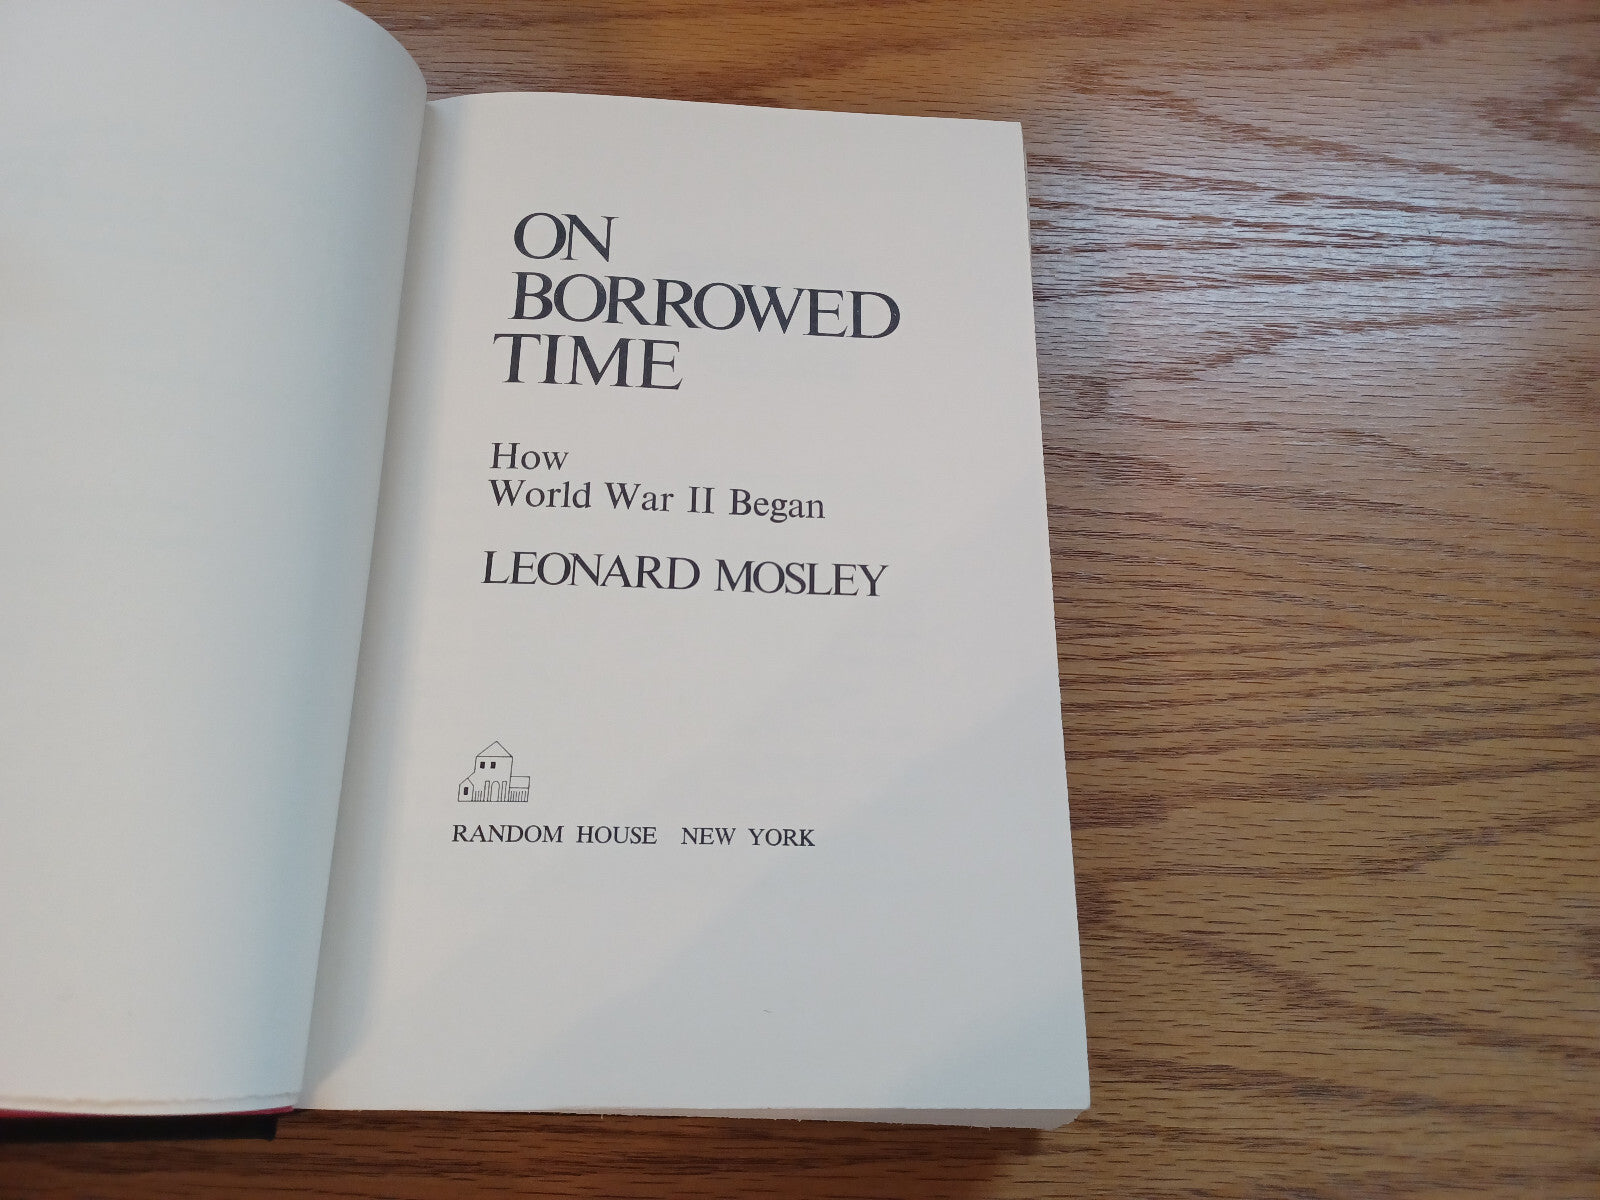 ON
BORROWED
TIME
How
World War II Began
LEONARD MOSLEY
RANDOM HOUSE NEW YORK